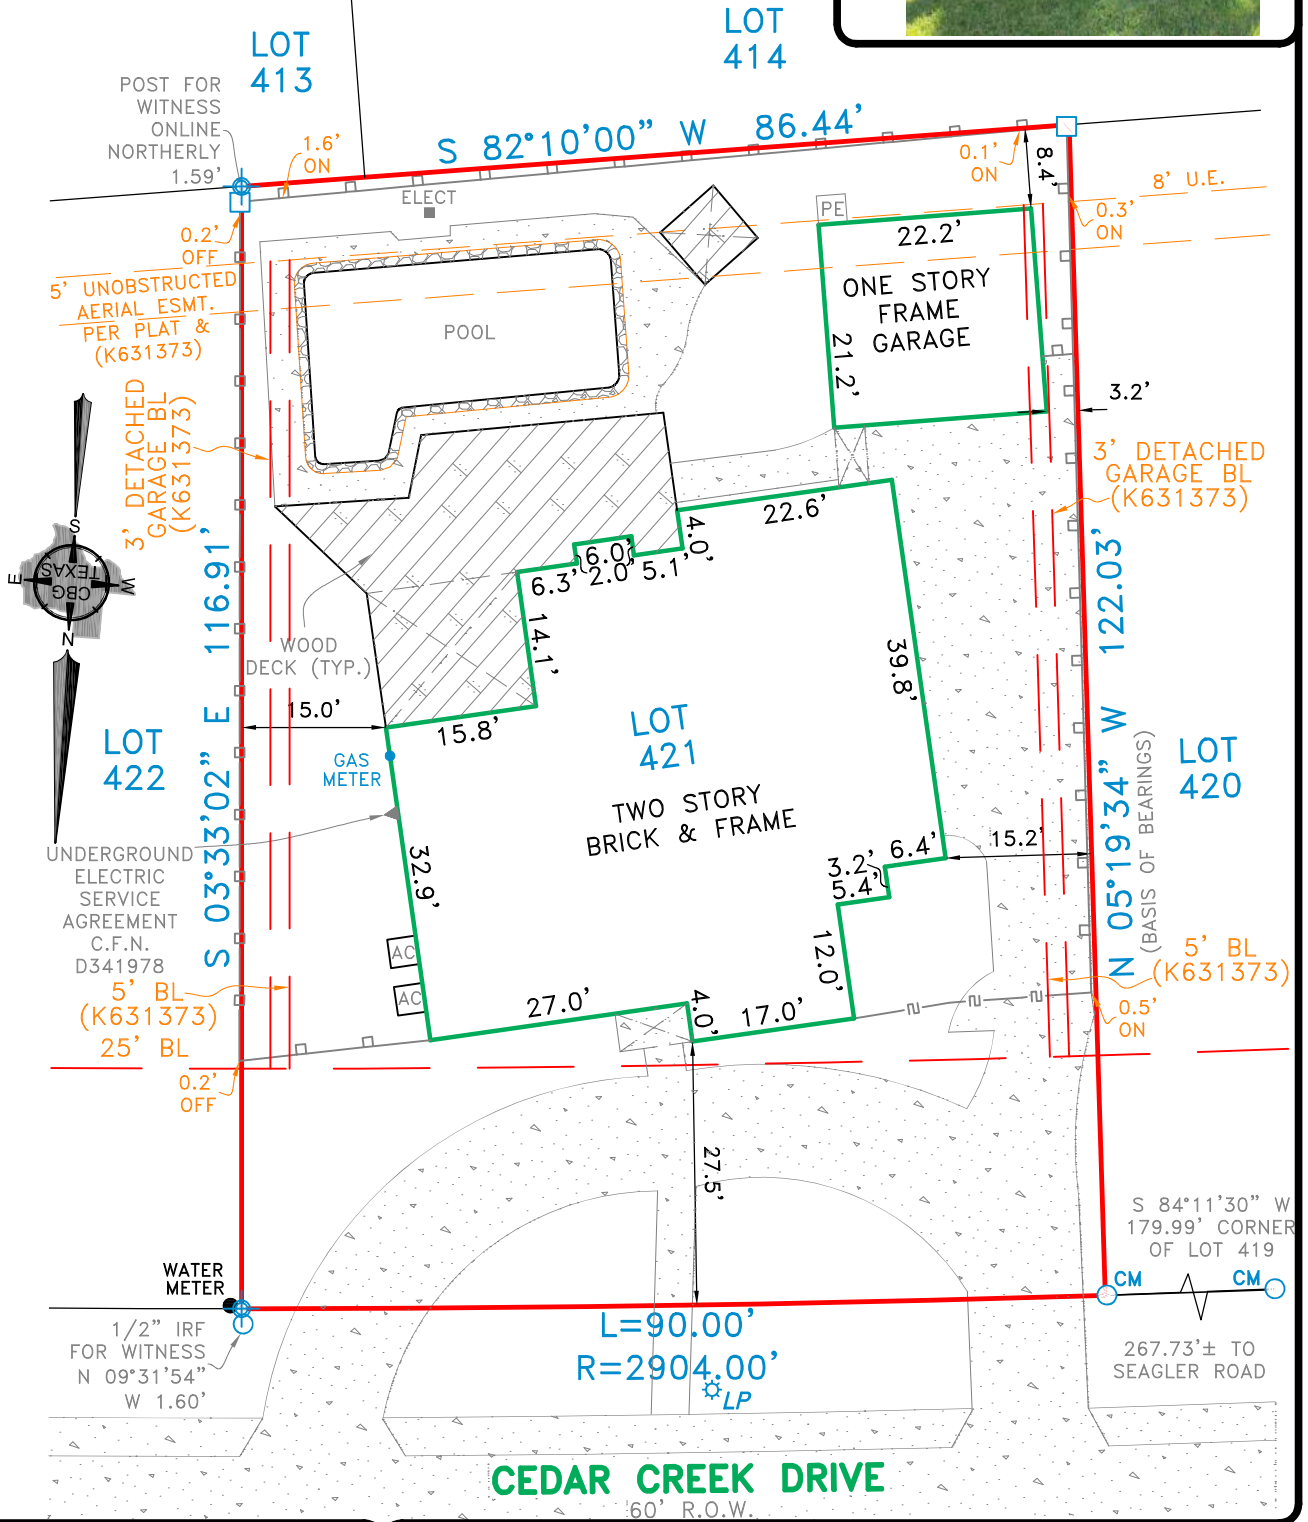 LOT
413
LOT
414
POST FOR
WITNESS
ONLINE
NORTHERLY
1.59'
S 82°10'00" W 86.44'
1.6'
ON
0.1'
ON
8.4'
8' U.E.
ELECT
PE
0.3'
ON
0.2'
OFF
22.2'
5' UNOBSTRUCTED
AERIAL ESMT.
PER PLAT &
(K631373)
POOL
ONE STORY
FRAME
GARAGE
21.2'
3.2'
3' DETACHED
GARAGE BL
(K631373)
3' DETACHED
GARAGE BL
(K631373)
22.6'
4.0'
6.0'
6.3'
2.0'
5.1'
S
E
W
N
CBG
TEXAS
14.1'
WOOD
DECK (TYP.)
39.8'
S 03°33'02" E 116.91'
N 05°19'34" W 122.03'
(BASIS OF BEARINGS)
15.0'
15.8'
LOT
421
LOT
422
LOT
420
GAS
METER
TWO STORY
BRICK & FRAME
UNDERGROUND
ELECTRIC
SERVICE
AGREEMENT
C.F.N.
D341978
32.9'
3.2'
6.4'
5.4'
15.2'
12.0'
AC
AC
5' BL
(K631373)
25' BL
5' BL
(K631373)
27.0'
4.0'
17.0'
0.5'
ON
0.2'
OFF
27.5'
S 84°11'30" W
179.99' CORNER
OF LOT 419
WATER
METER
CM
CM
1/2" IRF
FOR WITNESS
N 09°31'54"
W 1.60'
L=90.00'
R=2904.00'
267.73'± TO
SEAGLER ROAD
LP
CEDAR CREEK DRIVE
60' R.O.W.